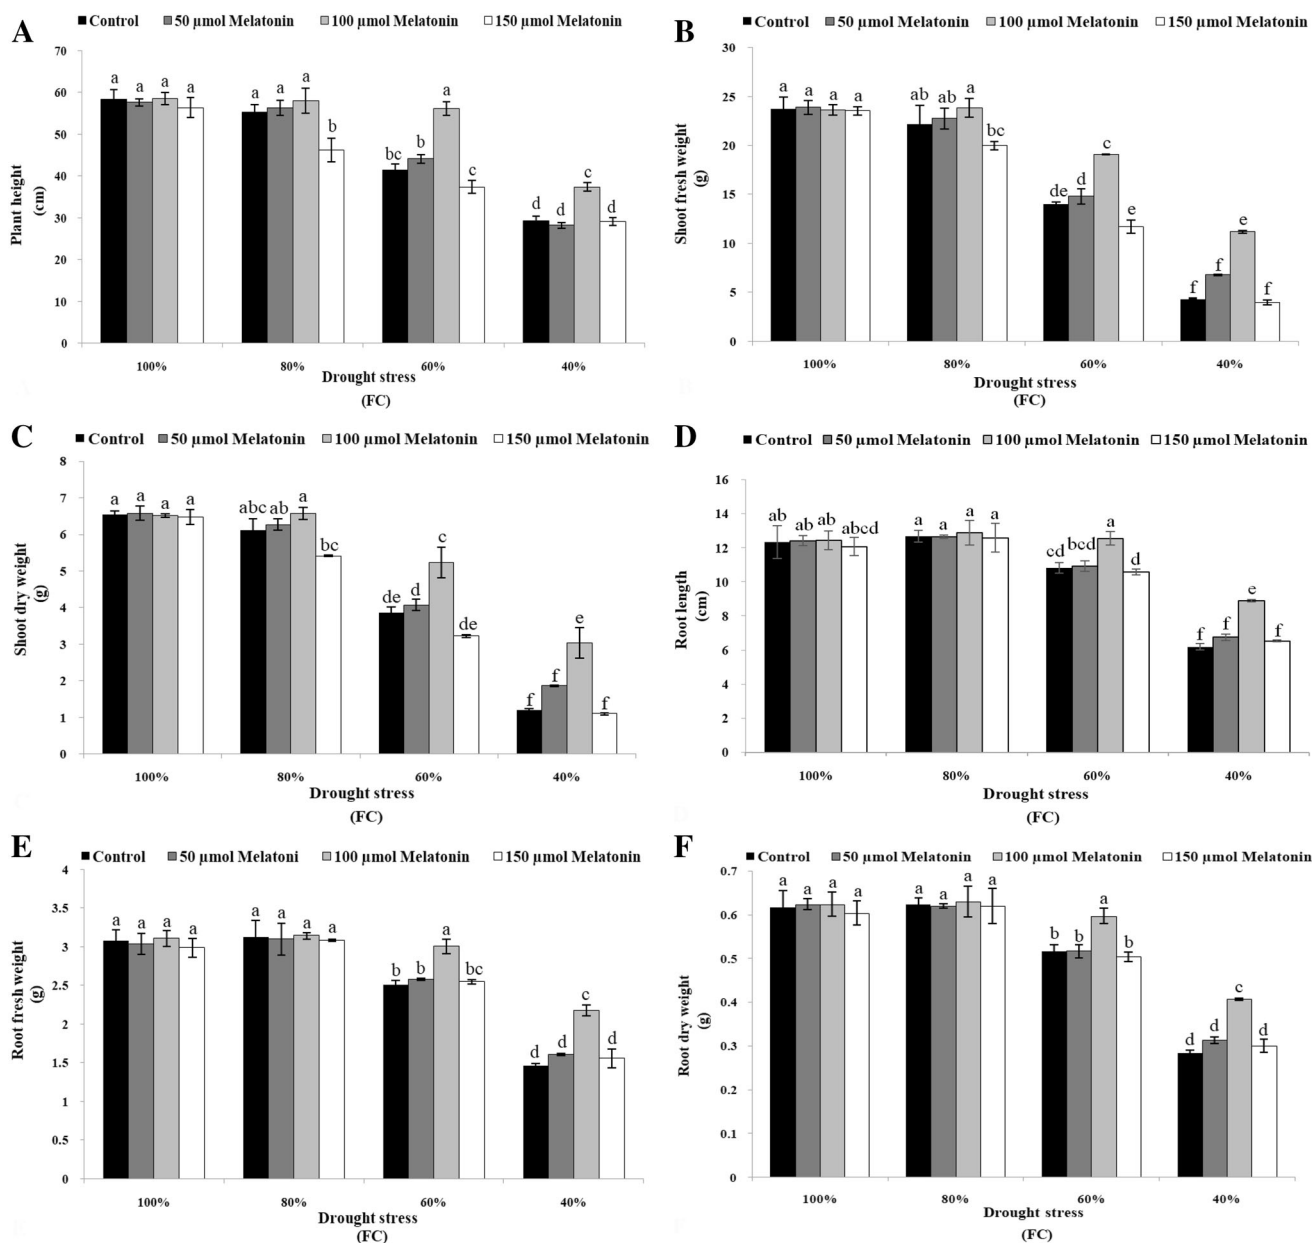 A
Control 50 µmol Melatonin 100 µmol Melatonin 150 µmol Melatonin
70
60
50
40
30
20
10
0
Plant height
(cm)
a a a a a a a b bc b a c d d c d
100% 80% 60% 40%
Drought stress
(FC)
B
Control 50 µmol Melatonin 100 µmol Melatonin 150 µmol Melatonin
30
25
20
15
10
5
0
Shoot fresh weight
(g)
a a a a ab ab a bc de d c e f f e f
100% 80% 60% 40%
Drought stress
(FC)
C
Control 50 µmol Melatonin 100 µmol Melatonin 150 µmol Melatonin
8
7
6
5
4
3
2
1
0
Shoot dry weight
(g)
a a a a abc ab a bc de d c de f f e f
100% 80% 60% 40%
Drought stress
(FC)
D
Control 50 µmol Melatonin 100 µmol Melatonin 150 µmol Melatonin
16
14
12
10
8
6
4
2
0
Root length
(cm)
ab ab ab abcd a a a a cd bcd a d f f e f
100% 80% 60% 40%
Drought stress
(FC)
E
Control 50 µmol Melatoni 100 µmol Melatonin 150 µmol Melatonin
4
3.5
3
2.5
2
1.5
1
0.5
0
Root fresh weight
(g)
a a a a a a a a b b a bc d d c d
100% 80% 60% 40%
Drought stress
(FC)
F
Control 50 µmol Melatonin 100 µmol Melatonin 150 µmol Melatonin
0.7
0.6
0.5
0.4
0.3
0.2
0.1
0
Root dry weight
(g)
a a a a a a a a b b a b d d c d
100% 80% 60% 40%
Drought stress
(FC)